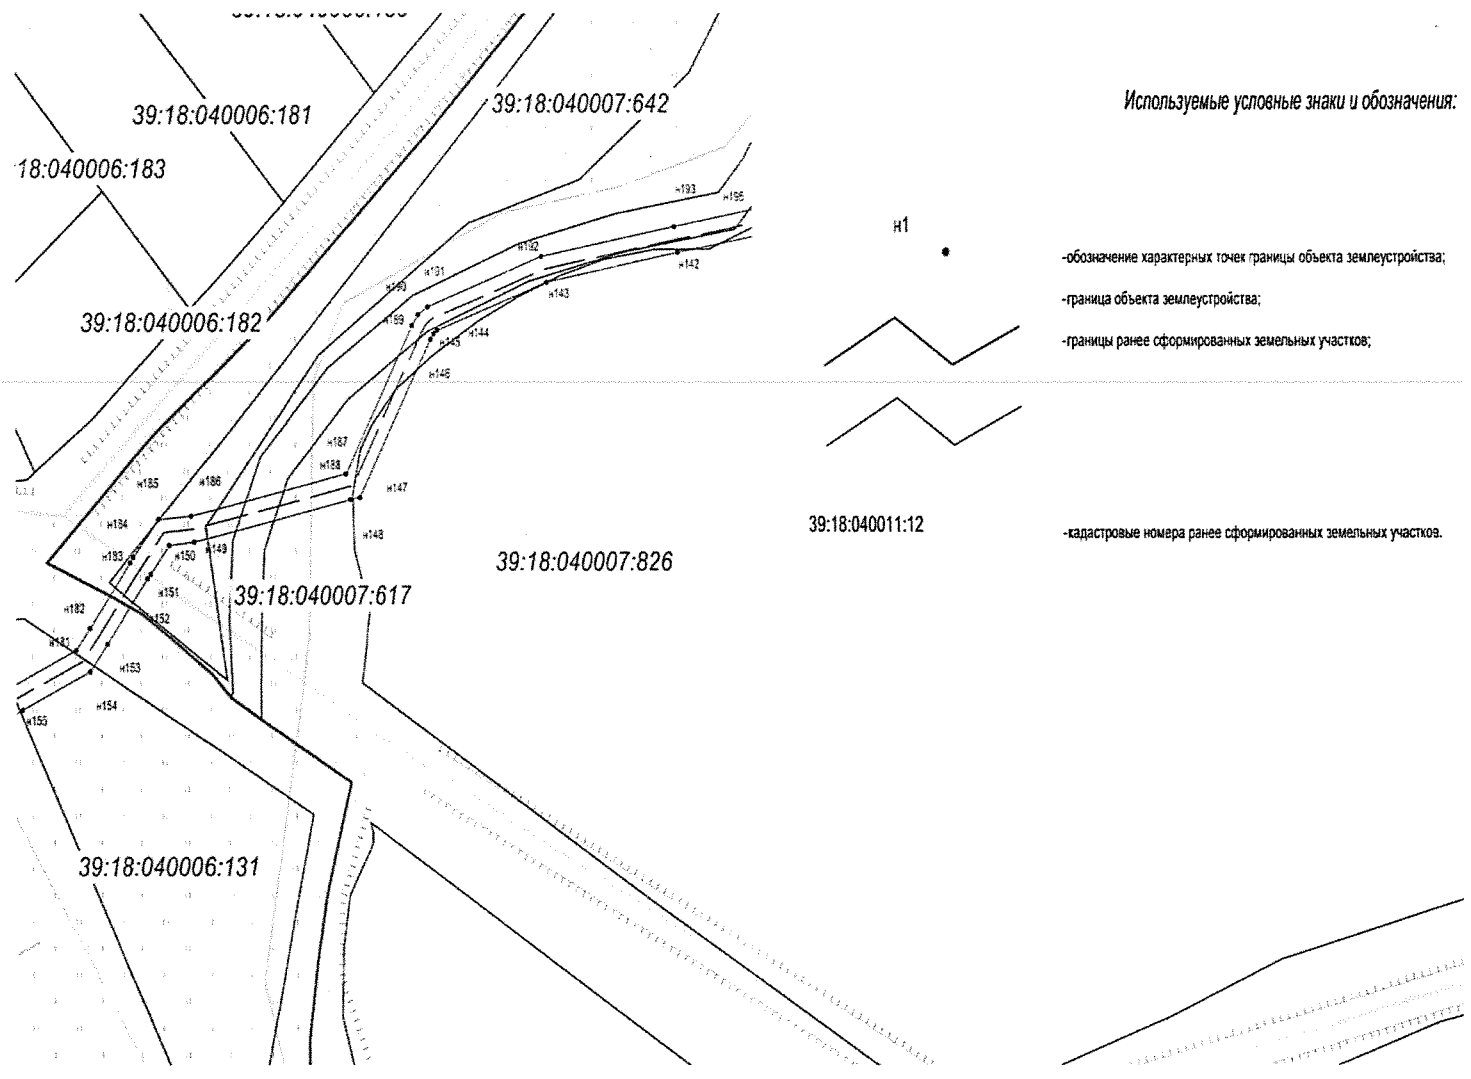 39:18:040007:642
Используемые условные знаки и обозначения:
39:18:040006:181
18:040006:183
н193
н195
н1
н192
-обозначение характерных точек границы объекта землеустройства;
н142
н191
н190
н143
-граница объекта землеустройства;
39:18:040006:182
н189
н144
н145
-границы ранее сформированных земельных участков;
н146
н187
н188
н185
н186
н147
н184
39:18:040011:12
-кадастровые номера ранее сформированных земельных участков.
н148
н149
н183
н150
39:18:040007:826
н151
39:18:040007:617
н182
н152
н181
н153
н154
н155
39:18:040006:131